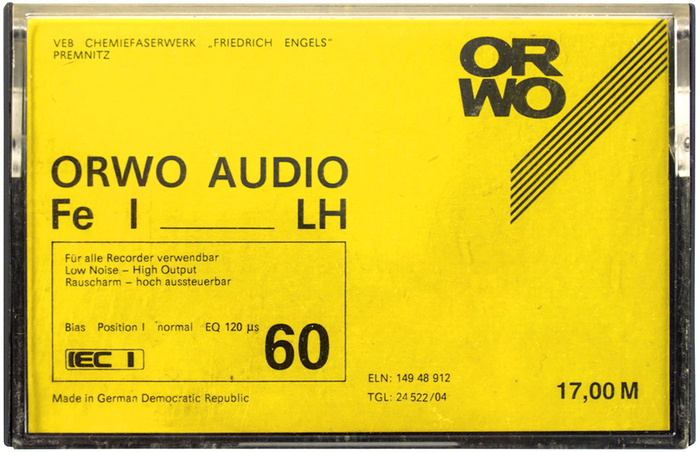 VEB CHEMIEFASERWERK „FRIEDRICH ENGELS"
PREMNITZ
OR
WO
ORWO AUDIO
Fe I ______ LH
Für alle Recorder verwendbar
Low Noise – High Output
Rauscharm – hoch aussteuerbar
Bias Position I normal EQ 120 µs
60
IEC I
ELN: 149 48 912
TGL: 24 522/04
Made in German Democratic Republic
17,00 M